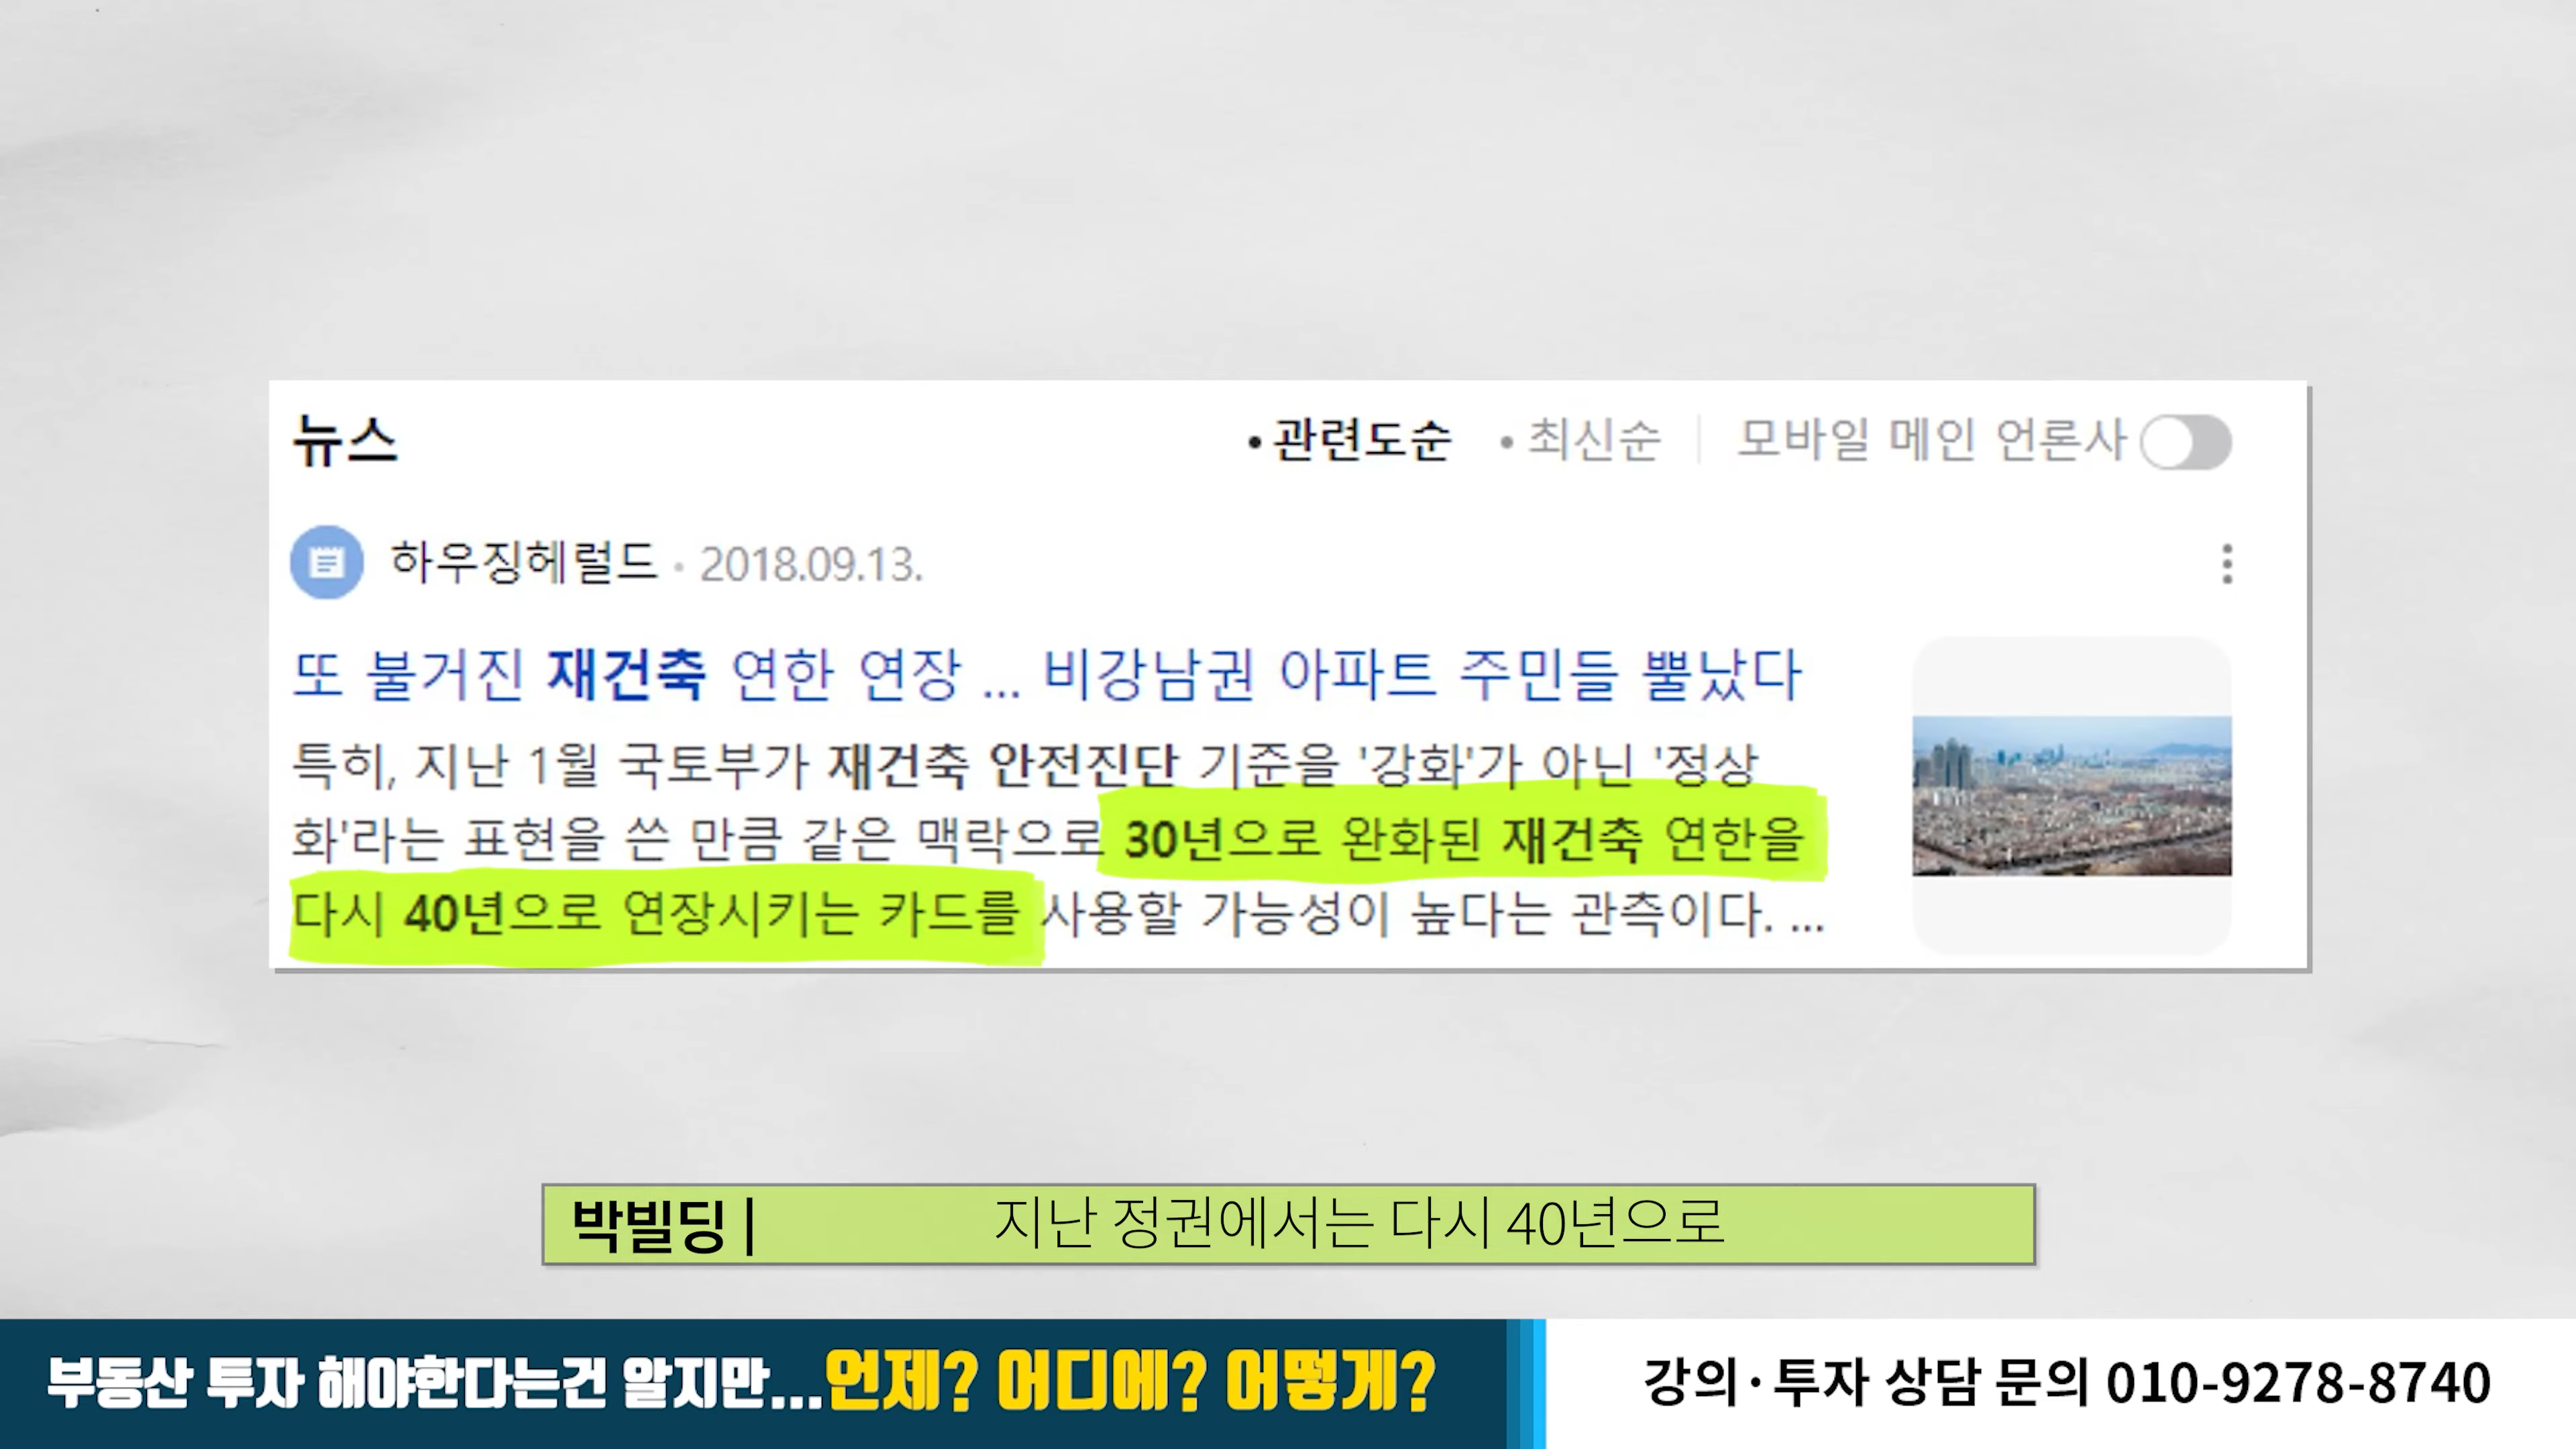 뉴스
• 관련도순 • 최신순 모바일 메인 언론사
하우징헤럴드 · 2018.09.13.
또 불거진 재건축 연한 연장 ... 비강남권 아파트 주민들 뿔났다
특히, 지난 1월 국토부가 재건축 안전진단 기준을 '강화'가 아닌 '정상
화'라는 표현을 쓴 만큼 같은 맥락으로 30년으로 완화된 재건축 연한을
다시 40년으로 연장시키는 카드를 사용할 가능성이 높다는 관측이다. ...
박빌딩 | 지난 정권에서는 다시 40년으로
부동산 투자 해야한다는건 알지만...언제? 어디에? 어떻게?
강의·투자 상담 문의 010-9278-8740